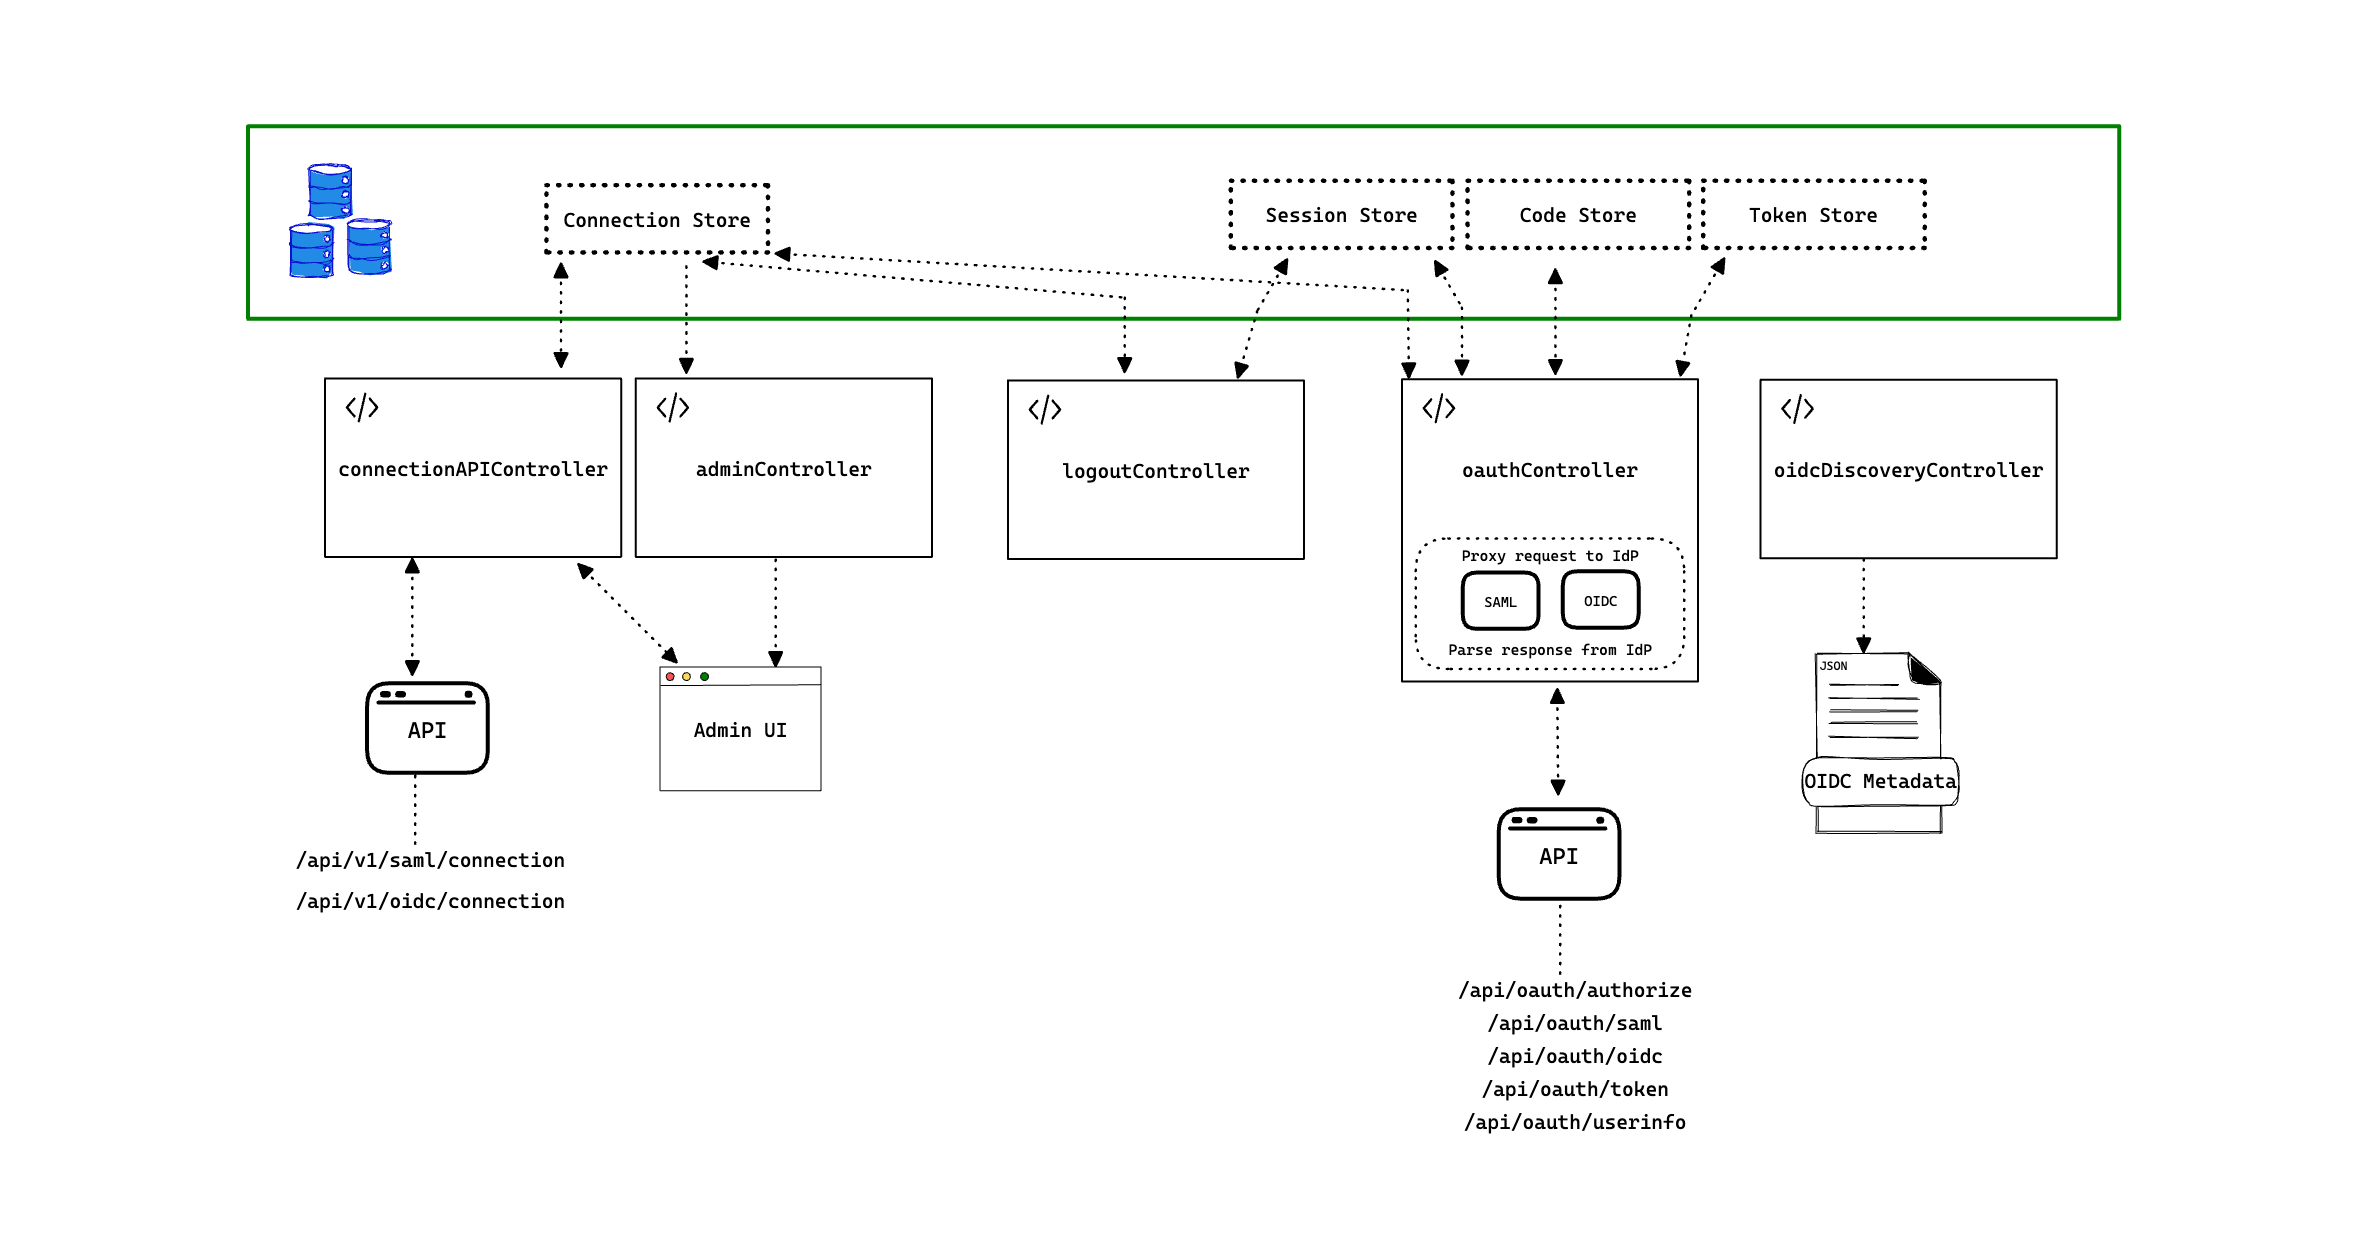 Connection Store
Session Store
Code Store
Token Store
</>
connectionAPIController
</>
adminController
</>
logoutController
</>
oauthController
Proxy request to IdP
SAML
OIDC
Parse response from IdP
</>
oidcDiscoveryController
API
/api/v1/saml/connection
/api/v1/oidc/connection
Admin UI
API
/api/oauth/authorize
/api/oauth/saml
/api/oauth/oidc
/api/oauth/token
/api/oauth/userinfo
JSON
OIDC Metadata